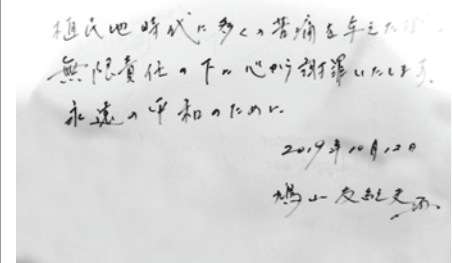 植民地時代に多くの苦痛を与えた
無限責任の下に心から謝罪いたします。
永遠の平和のために。
2019年10月12日
鳩山友紀夫